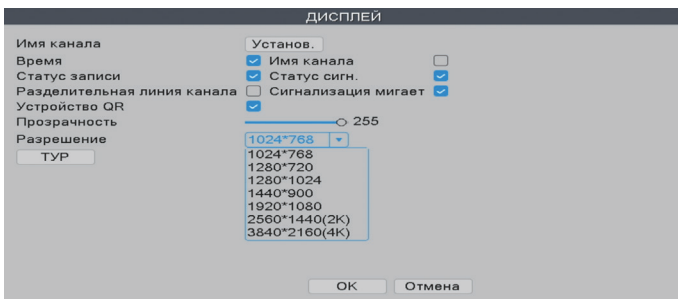 ДИСПЛЕЙ
Имя канала Установ.
Время Имя канала
Статус записи Статус сигн.
Разделительная линия канала Сигнализация мигает
Устройство QR
Прозрачность 255
Разрешение 1024*768
ТУР 1024*768
1280*720
1280*1024
1440*900
1920*1080
2560*1440(2K)
3840*2160(4K)
OK Отмена